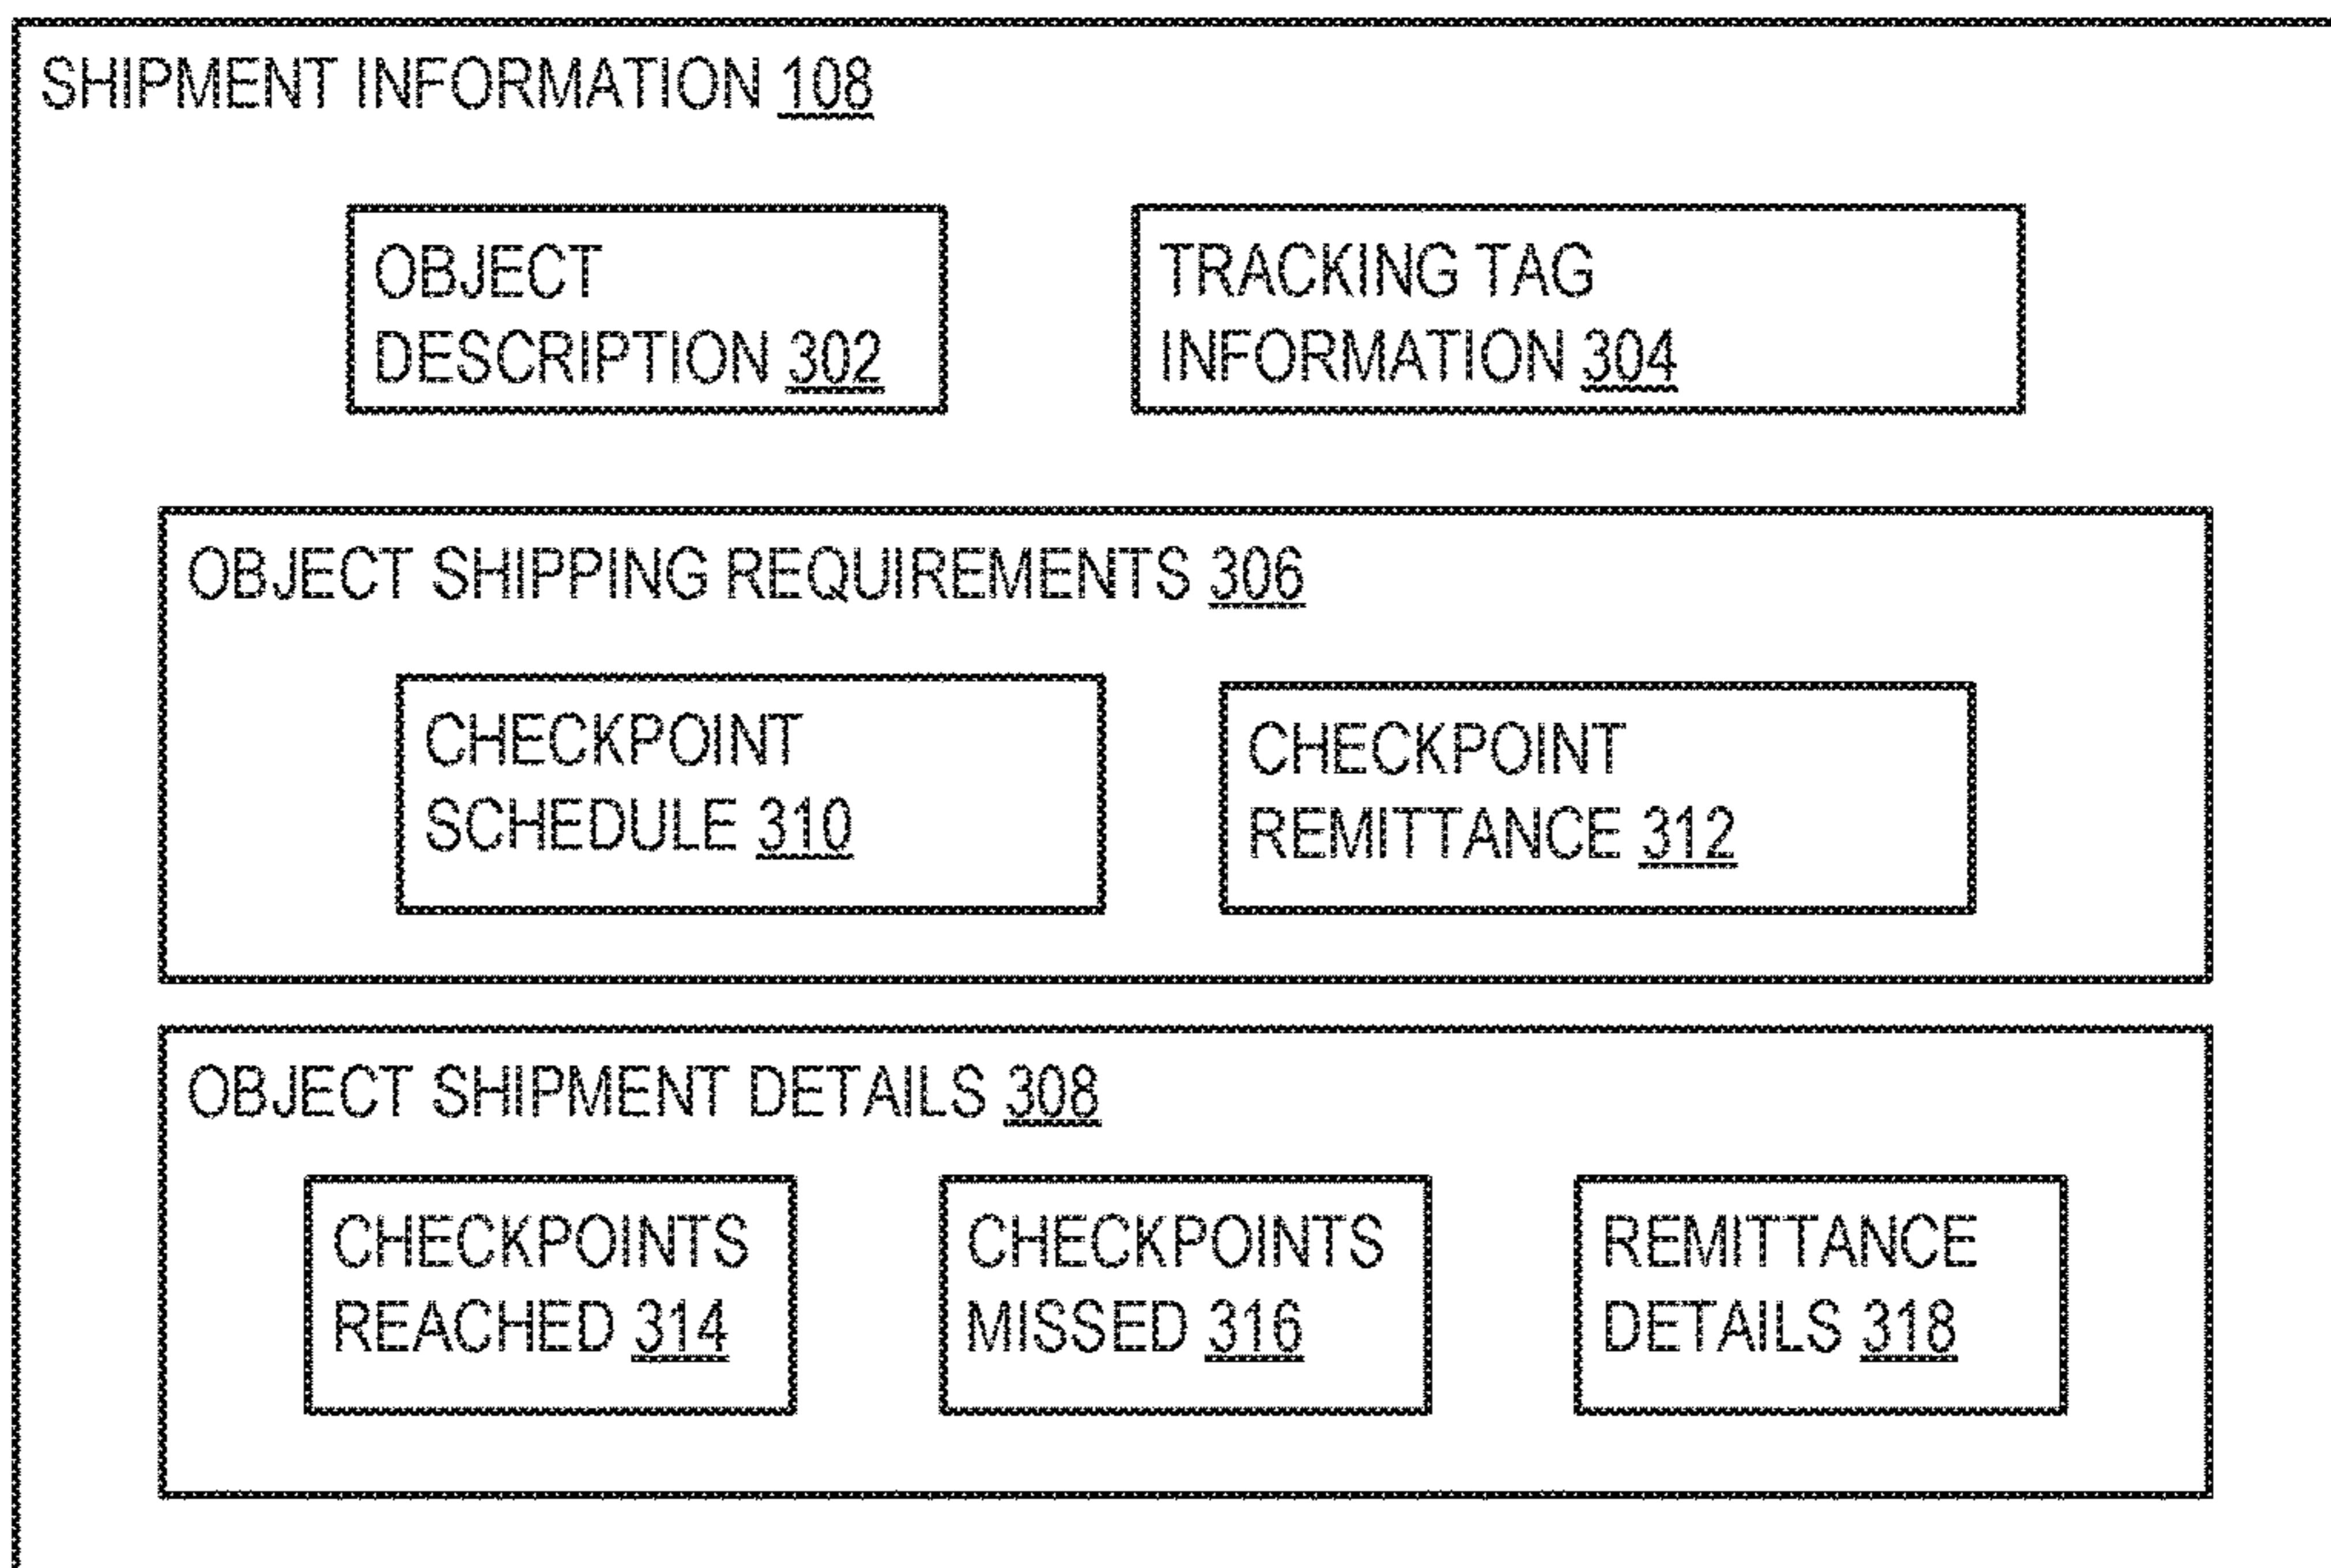 SHIPMENT INFORMATION 108
OBJECT
DESCRIPTION 302
TRACKING TAG
INFORMATION 304
OBJECT SHIPPING REQUIREMENTS 306
CHECKPOINT
SCHEDULE 310
CHECKPOINT
REMITTANCE 312
OBJECT SHIPMENT DETAILS 308
CHECKPOINTS
REACHED 314
CHECKPOINTS
MISSED 316
REMITTANCE
DETAILS 318